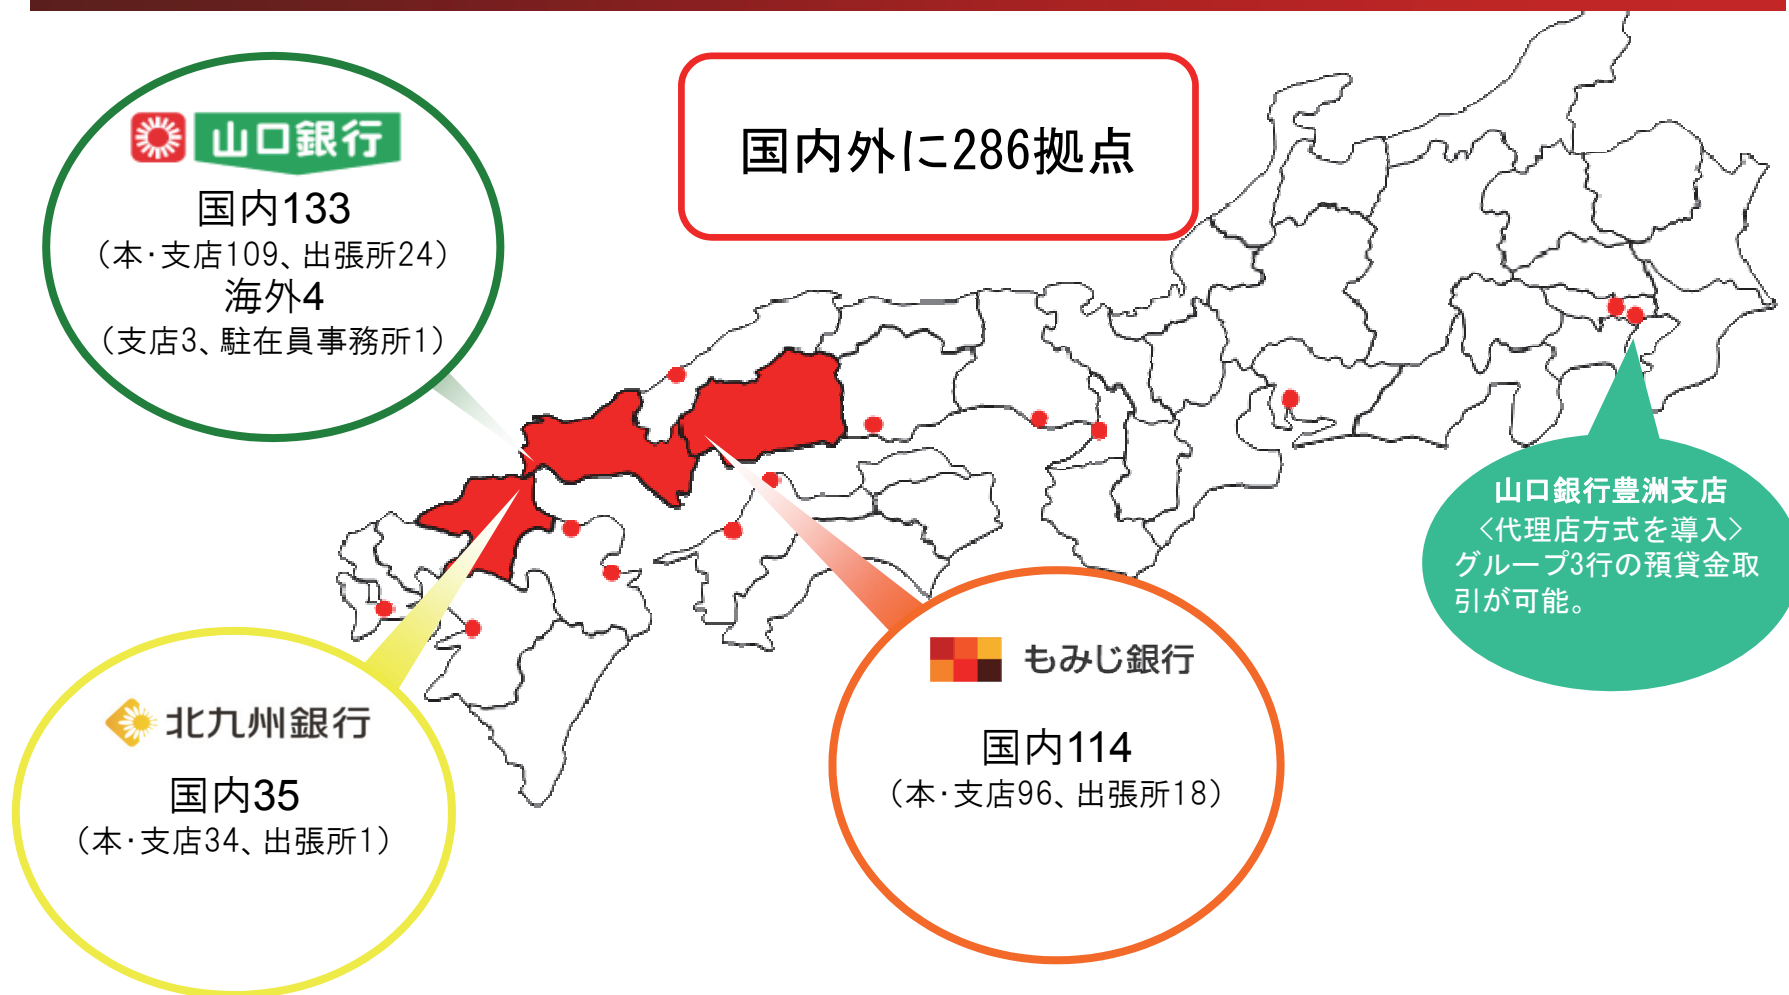 山口銀行
国内133
（本・支店109、出張所24）
海外4
（支店3、駐在員事務所1）
国内外に286拠点
山口銀行豊洲支店
<代理店方式を導入>
グループ3行の預貸金取
引が可能。
もみじ銀行
国内114
（本・支店96、出張所18）
北九州銀行
国内35
（本・支店34、出張所1）